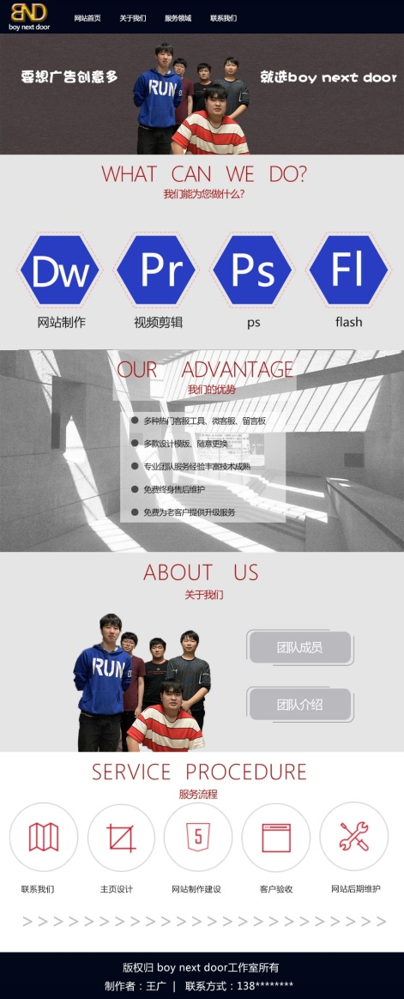 BND
boy next door
网站首页 关于我们 服务领域 联系我们
要想广告创意多
就选boy next door
RUN
WHAT CAN WE DO?
我们能为您做什么?
Dw Pr Ps Fl
网站制作 视频剪辑 ps flash
OUR ADVANTAGE
我们的优势
多种热门客服工具、微客服、留言板
多款设计模版、随意更换
专业团队服务经验丰富技术成熟
免费终身售后维护
免费为老客户提供升级服务
ABOUT US
关于我们
RUN
团队成员
团队介绍
SERVICE PROCEDURE
服务流程
5
联系我们 主页设计 网站制作建设 客户验收 网站后期维护
> > > > > > > > > > > > > > > > > > > > > > > >
版权归 boy next door工作室所有
制作者：王广 | 联系方式：138********